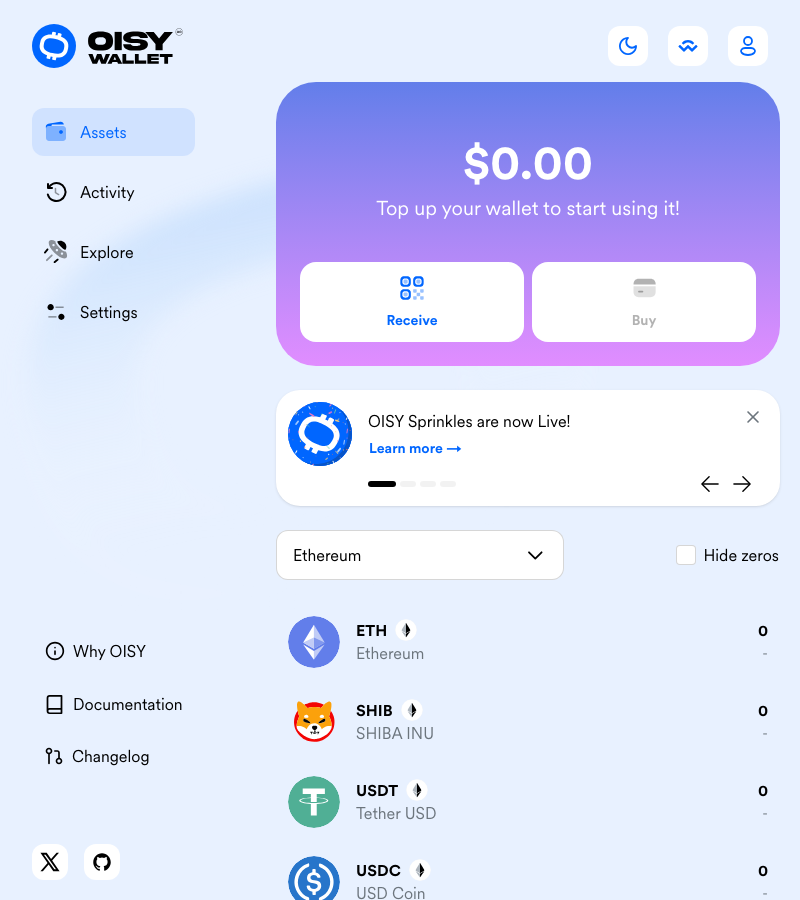 OISY
WALLET
Assets
Activity
Explore
Settings
$0.00
Top up your wallet to start using it!
Receive
Buy
OISY Sprinkles are now Live!
Learn more →
Ethereum
Hide zeros
ETH
0
Ethereum
-
SHIB
0
SHIBA INU
-
USDT
0
Tether USD
-
USDC
0
USD Coin
-
Why OISY
Documentation
Changelog